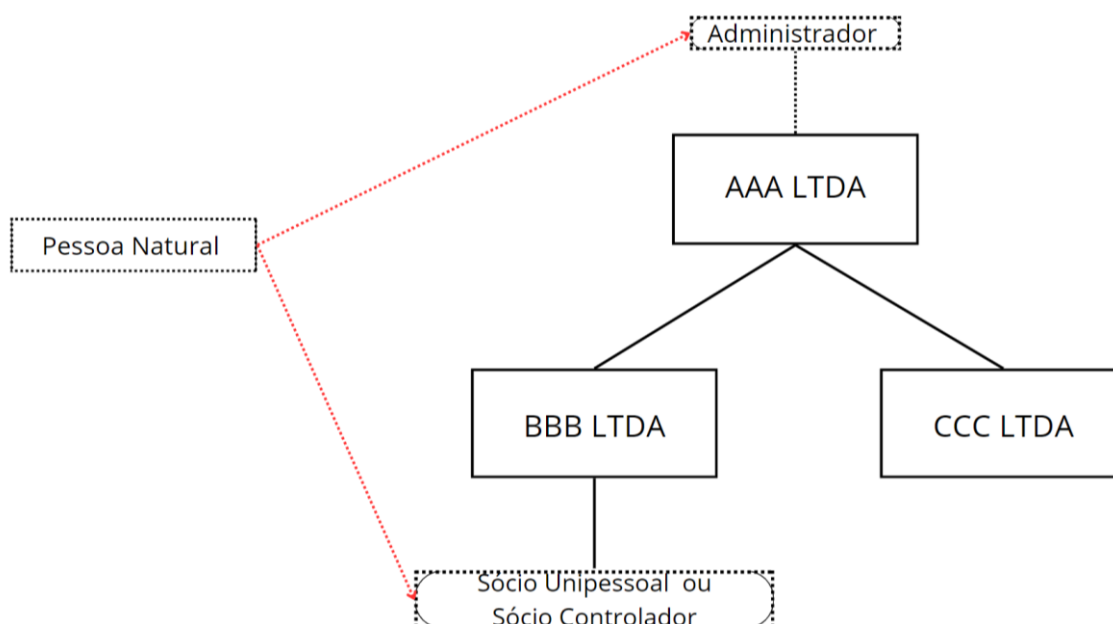 Administrador
AAA LTDA
Pessoa Natural
BBB LTDA
CCC LTDA
Sócio Unipessoal ou
Sócio Controlador